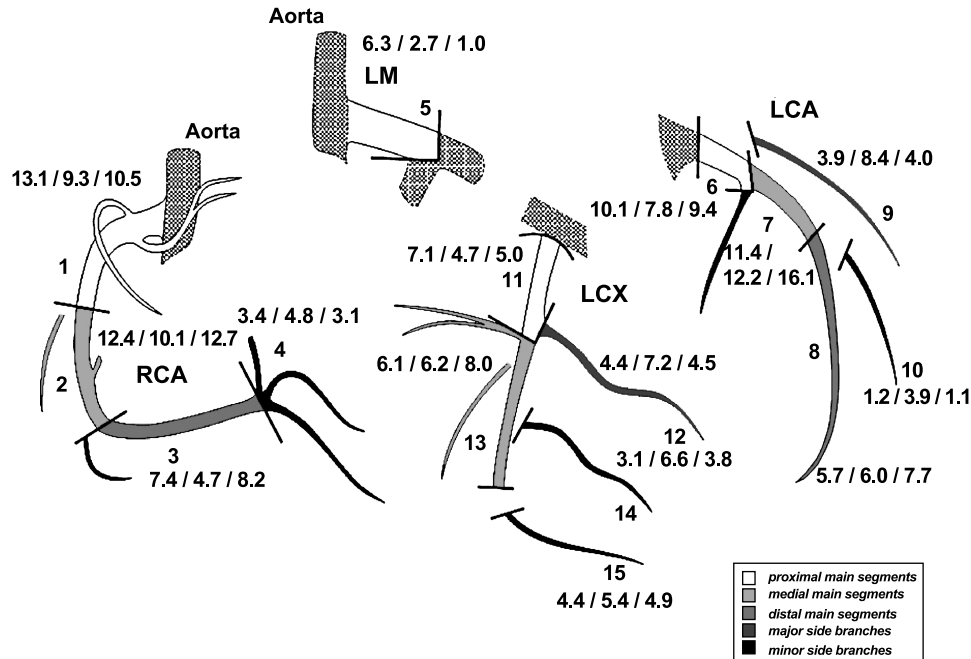 Aorta
6.3 / 2.7 / 1.0
LM
5
Aorta
13.1 / 9.3 / 10.5
1
12.4 / 10.1 / 12.7
RCA
2
3
7.4 / 4.7 / 8.2
3.4 / 4.8 / 3.1
4
7.1 / 4.7 / 5.0
11
LCX
6.1 / 6.2 / 8.0
4.4 / 7.2 / 4.5
12
13
3.1 / 6.6 / 3.8
14
15
4.4 / 5.4 / 4.9
LCA
3.9 / 8.4 / 4.0
9
6
10.1 / 7.8 / 9.4
7
11.4 /
12.2 / 16.1
8
10
1.2 / 3.9 / 1.1
5.7 / 6.0 / 7.7
proximal main segments
medial main segments
distal main segments
major side branches
minor side branches